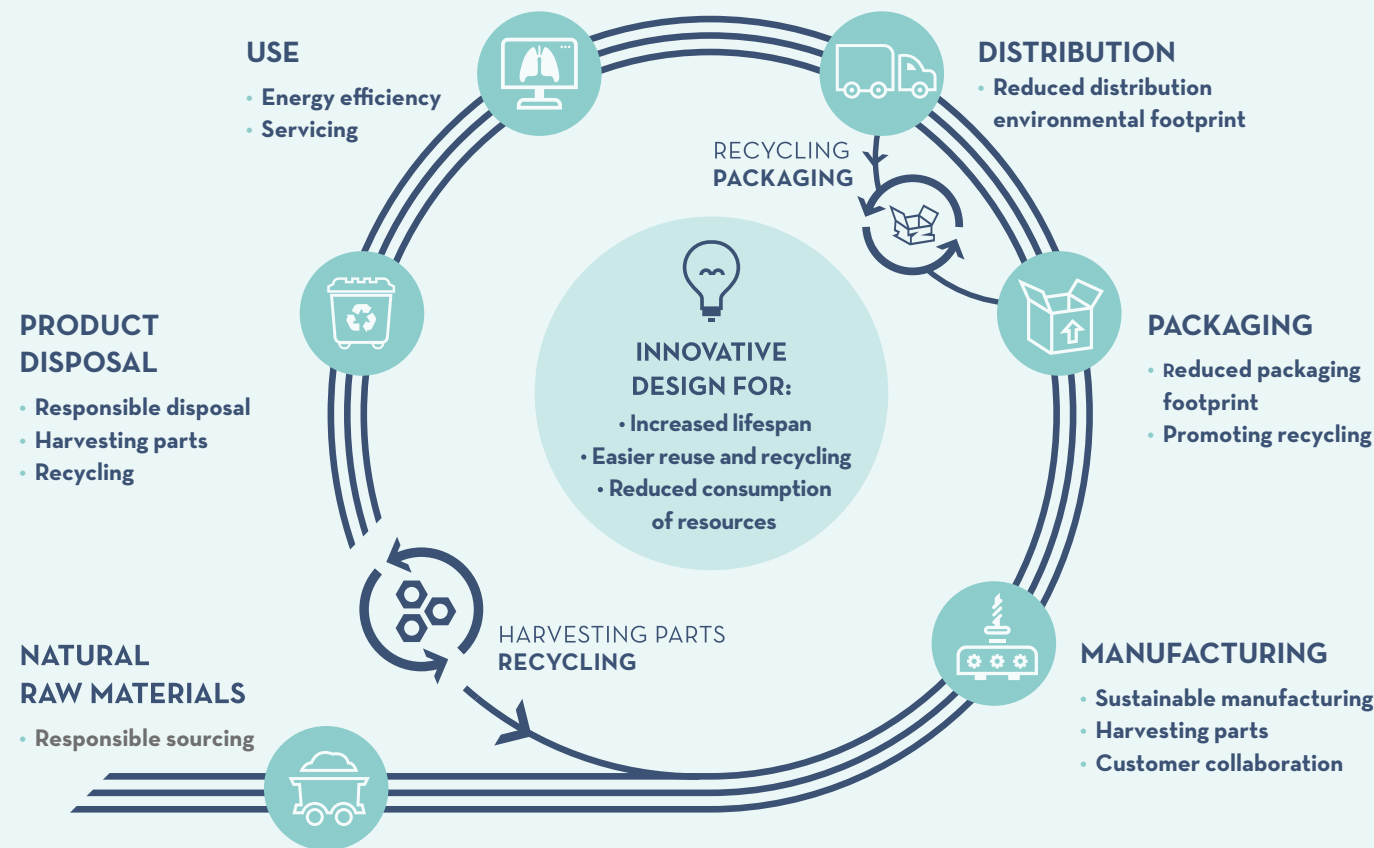 USE
• Energy efficiency
• Servicing
DISTRIBUTION
• Reduced distribution
environmental footprint
RECYCLING
PACKAGING
PRODUCT
DISPOSAL
• Responsible disposal
• Harvesting parts
• Recycling
INNOVATIVE
DESIGN FOR:
• Increased lifespan
• Easier reuse and recycling
• Reduced consumption
of resources
PACKAGING
• Reduced packaging
footprint
• Promoting recycling
HARVESTING PARTS
RECYCLING
NATURAL
RAW MATERIALS
• Responsible sourcing
MANUFACTURING
• Sustainable manufacturing
• Harvesting parts
• Customer collaboration